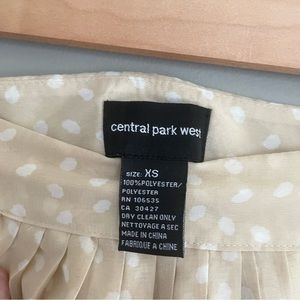 central park west
SIZE: XS
100%POLYESTER/
POLYESTER
RN 106535
CA 30427
DRY CLEAN ONLY
NETTOYAGE A SEC
MADE IN CHINA
FABRIQUE A CHINE